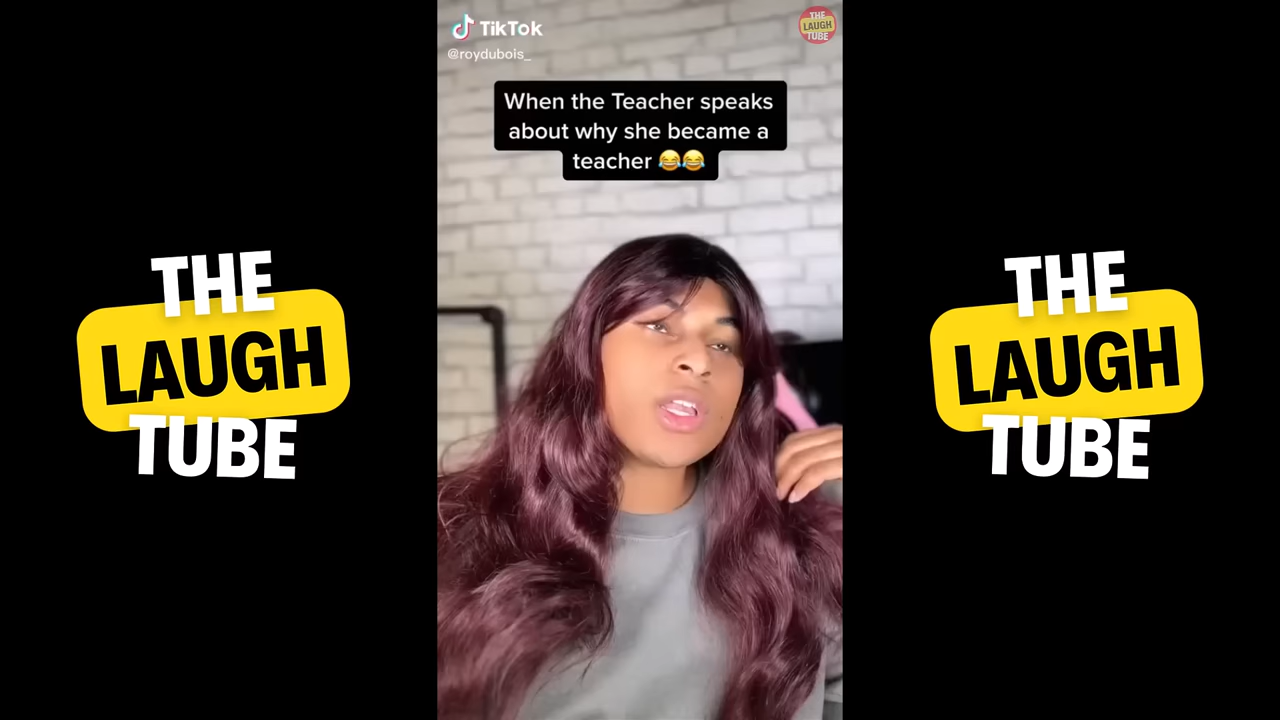 TikTok
@roydubois_
THE
LAUGH
TUBE
When the Teacher speaks
about why she became a
teacher 😂😂
THE
LAUGH
TUBE
THE
LAUGH
TUBE